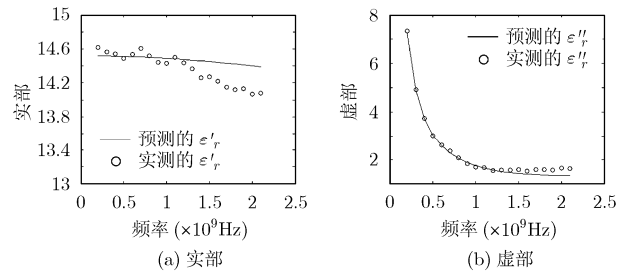 15
14.6
14.2
13.8
13.4
13
实部
预测的 ε′r
实测的 ε′r
0 0.5 1 1.5 2 2.5
频率 (×10⁹Hz)
(a) 实部
8
6
4
2
虚部
预测的 ε″r
实测的 ε″r
0 0.5 1 1.5 2 2.5
频率 (×10⁹Hz)
(b) 虚部